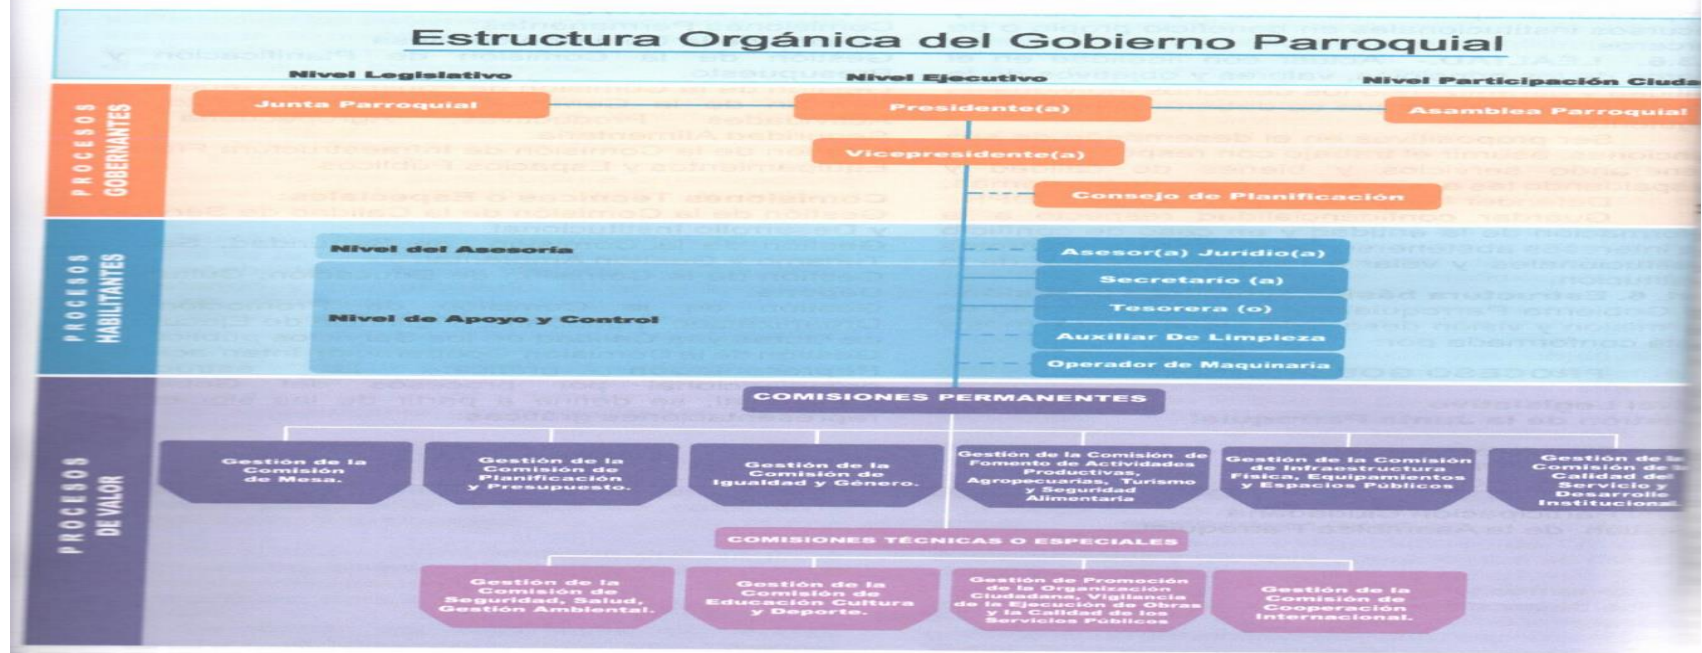 Estructura Orgánica del Gobierno Parroquial
Nivel Legislativo
Nivel Ejecutivo
Nivel Participación Ciuda
PROCESOS
GOBERNANTES
Junta Parroquial
Presidente(a)
Asamblea Parroquial
Vicepresidente(a)
Consejo de Planificación
PROCESOS
HABILITANTES
Nivel del Asesoría
Asesor(a) Juridio(a)
Nivel de Apoyo y Control
Secretario (a)
Tesorera (o)
Auxiliar De Limpieza
Operador de Maquinaria
PROCESOS
DE VALOR
COMISIONES PERMANENTES
Gestión de la
Comisión
de Mesa.
Gestión de la
Comisión de
Planificación
y Presupuesto.
Gestión de la
Comisión de
Igualdad y Género.
Gestión de la Comisión de
Fomento de Actividades
Productivas,
Agropecuarias, Turismo
y Seguridad
Alimentaria
Gestión de la Comisión
de Infraestructura
Física, Equipamientos
y Espacios Públicos
Gestión de la
Comisión de la
Calidad del
Servicio y
Desarrollo
Institucional.
COMISIONES TÉCNICAS O ESPECIALES
Gestión de la
Comisión de
Seguridad, Salud,
Gestión Ambiental.
Gestión de la
Comisión de
Educación Cultura
y Deporte.
Gestión de Promoción
de la Organización
Ciudadana, Vigilancia
de la Ejecución de Obras
y la Calidad de los
Servicios Públicos
Gestión de la
Comisión de
Cooperación
Internacional.